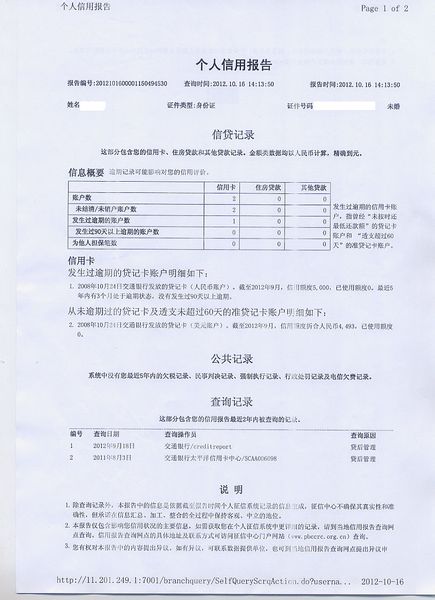 个人信用报告 Page 1 of 2
个人信用报告
报告编号:2012101600001150494530 查询时间:2012.10.16 14:13:50 报告时间:2012.10.16 14:13:50
姓名 证件类型:身份证 证件号码 未婚
信贷记录
这部分包含您的信用卡、住房贷款和其他贷款记录。金额类数据均以人民币计算，精确到元。
信息概要 逾期记录可能影响对您的信用评价。
信用卡 住房贷款 其他贷款
账户数 2 0 0
未结清/未销户账户数 2 0 0
发生过逾期的账户数 1 0 0
发生过90天以上逾期的账户数 0 0 0
为他人担保笔数 0 0 0
发生过逾期的信用卡账
户，指曾经“未按时还
最低还款额”的贷记卡
账户和“透支超过60
天”的准贷记卡账户。
信用卡
发生过逾期的贷记卡账户明细如下：
1. 2008年10月24日交通银行发放的贷记卡（人民币账户）。截至2012年9月，信用额度5,000，已使用额度0。最近5
年内有3个月处于逾期状态，没有发生过90天以上逾期。
从未逾期过的贷记卡及透支未超过60天的准贷记卡账户明细如下：
2. 2008年10月24日交通银行发放的贷记卡（美元账户）。截至2012年9月，信用额度折合人民币4,493，已使用额度
0。
公共记录
系统中没有您最近5年内的欠税记录、民事判决记录、强制执行记录、行政处罚记录及电信欠费记录。
查询记录
这部分包含您的信用报告最近2年内被查询的记录。
编号 查询日期 查询操作员 查询原因
1 2012年9月18日 交通银行/creditreport 贷后管理
2 2011年8月3日 交通银行太平洋信用卡中心/SCAA006098 贷后管理
说 明
1. 除查询记录外，本报告中的信息是依据截至报告时间个人征信系统记录的信息生成，征信中心不确保其真实性和准
确性，但承诺在信息汇总、加工、整合的全过程中保持客观、中立的地位。
2. 本报告仅包含影响您信用状况的主要信息。如需获取您在个人征信系统中更详细的记录，请到当地信用报告查询网
点查询。信用报告查询网点的具体地址及联系方式可访问征信中心门户网站（www.pbccrc.org.cn）查询。
3. 您有权对本报告中的内容提出异议。如有异议，可联系数据提供单位，也可到当地信用报告查询网点提出异议申
http://11.201.249.1:7001/branchquery/SelfQueryScrqAction.do?userna... 2012-10-16